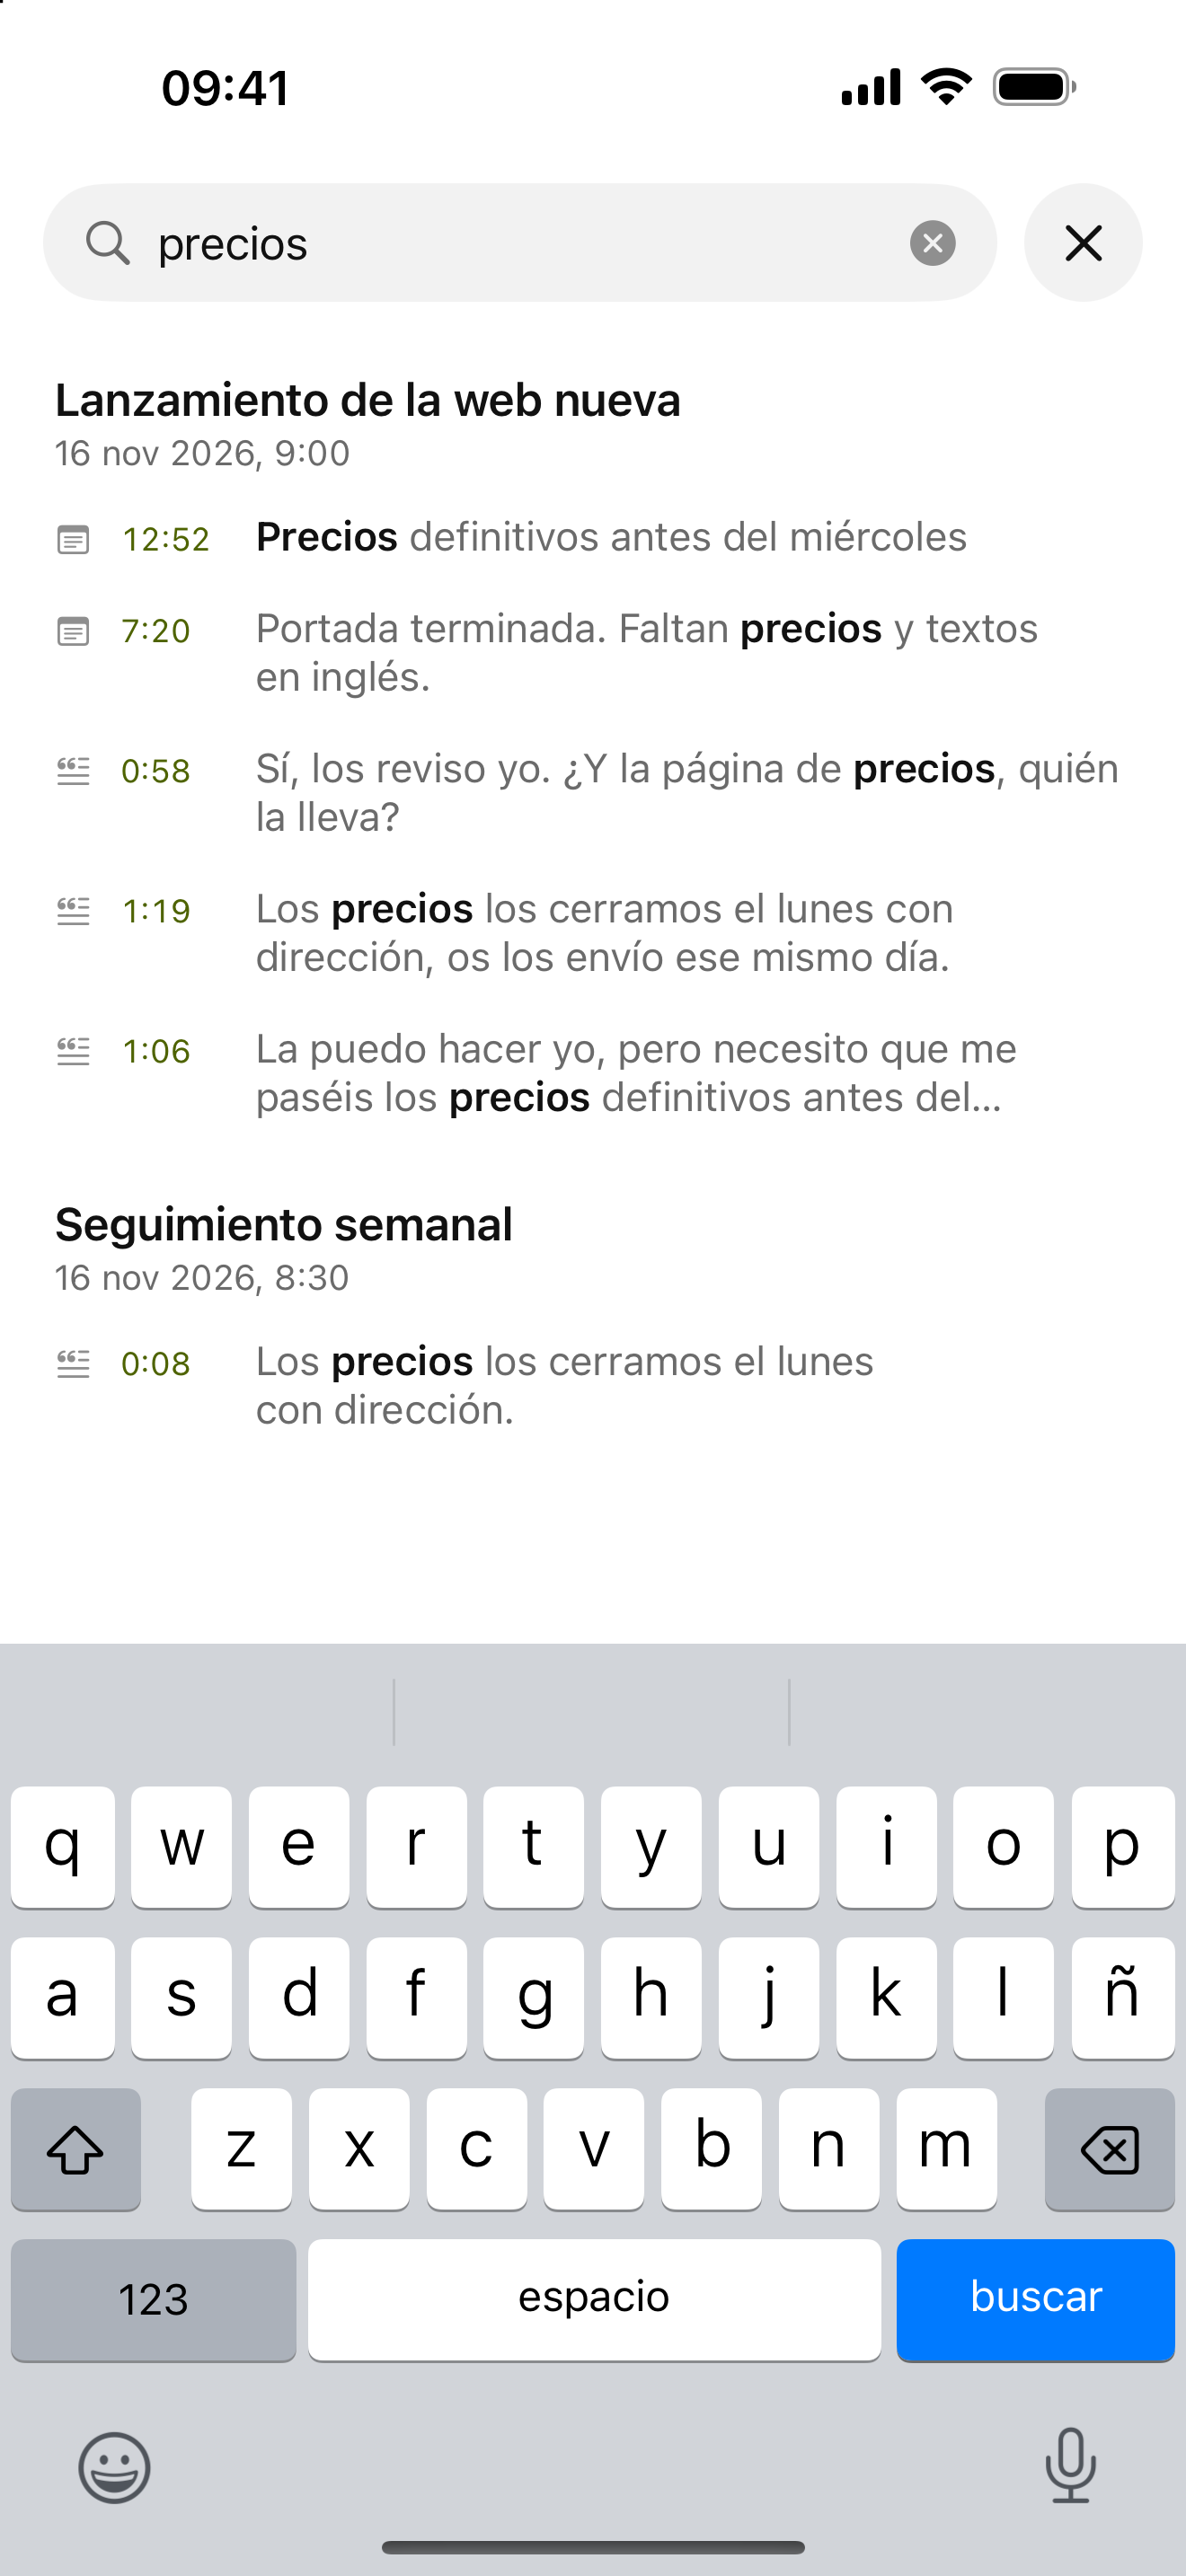 09:41
precios
Lanzamiento de la web nueva
16 nov 2026, 9:00
12:52 Precios definitivos antes del miércoles
7:20 Portada terminada. Faltan precios y textos
en inglés.
0:58 Sí, los reviso yo. ¿Y la página de precios, quién
la lleva?
1:19 Los precios los cerramos el lunes con
dirección, os los envío ese mismo día.
1:06 La puedo hacer yo, pero necesito que me
paséis los precios definitivos antes del...
Seguimiento semanal
16 nov 2026, 8:30
0:08 Los precios los cerramos el lunes
con dirección.
q w e r t y u i o p
a s d f g h j k l ñ
z x c v b n m
123 espacio buscar